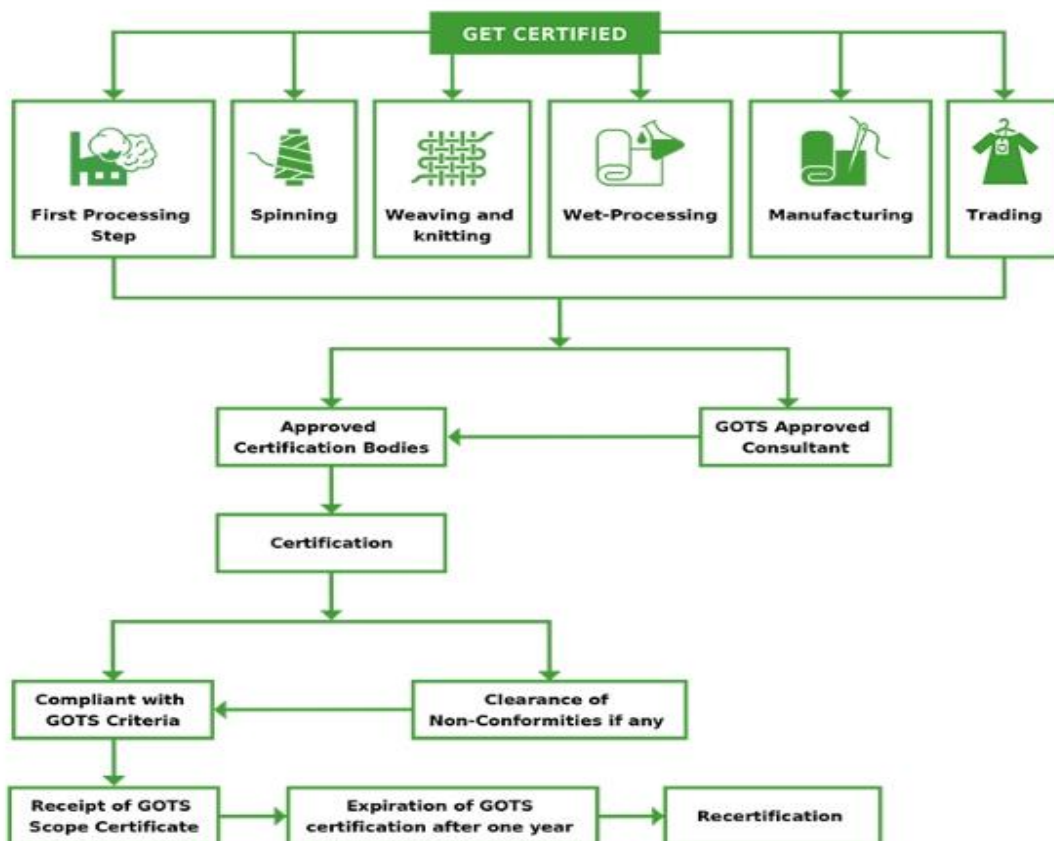 GET CERTIFIED
First Processing
Step
Spinning
Weaving and
knitting
Wet-Processing
Manufacturing
Trading
Approved
Certification Bodies
GOTS Approved
Consultant
Certification
Compliant with
GOTS Criteria
Clearance of
Non-Conformities if any
Receipt of GOTS
Scope Certificate
Expiration of GOTS
certification after one year
Recertification